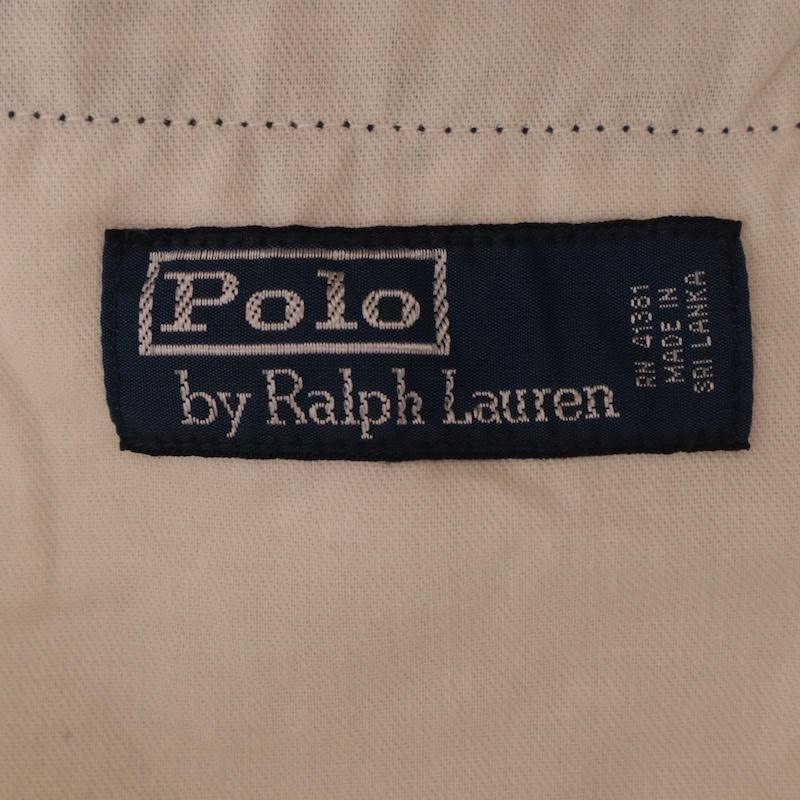 Polo
by Ralph Lauren
RN 41381
MADE IN
SRI LANKA